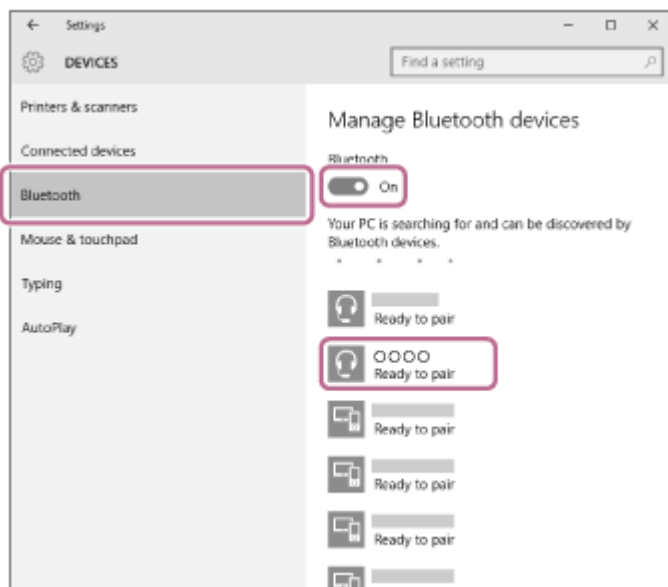 Settings
DEVICES
Find a setting
Printers & scanners
Connected devices
Bluetooth
Mouse & touchpad
Typing
AutoPlay
Manage Bluetooth devices
Bluetooth
On
Your PC is searching for and can be discovered by
Bluetooth devices.
Ready to pair
OOOO
Ready to pair
Ready to pair
Ready to pair
Ready to pair